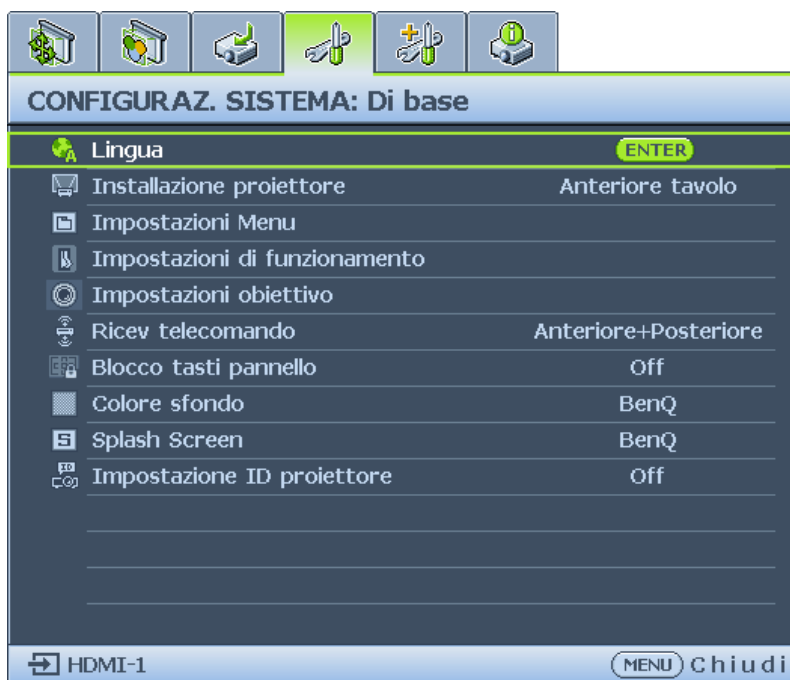 CONFIGURAZ. SISTEMA: Di base
Lingua ENTER
Installazione proiettore Anteriore tavolo
Impostazioni Menu
Impostazioni di funzionamento
Impostazioni obiettivo
Ricev telecomando Anteriore+Posteriore
Blocco tasti pannello Off
Colore sfondo BenQ
Splash Screen BenQ
Impostazione ID proiettore Off
HDMI-1 MENU Chiudi